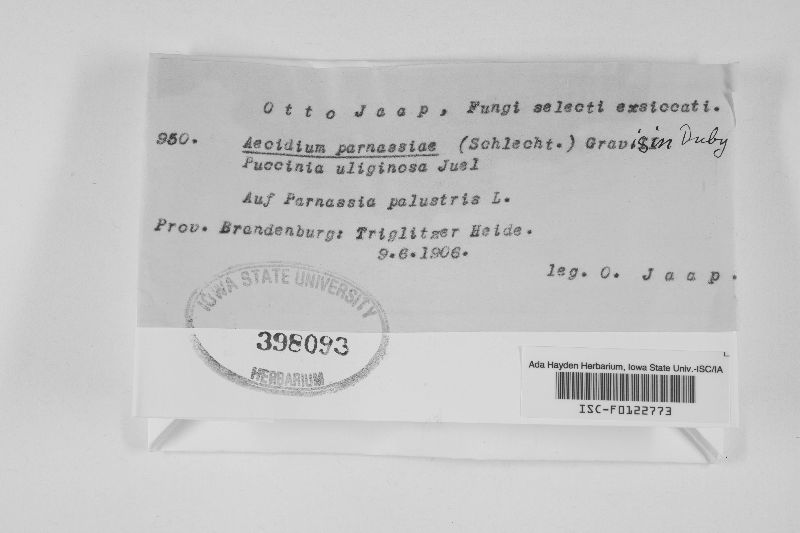 Otto Jaap, Fungi selecti exsiccati.
950. Aecidium parnassiae (Schlecht.) Gravis in Duby
Puccinia uliginosa Juel
Auf Parnassia palustris L.
Prov. Brandenburg: Triglitzer Heide.
9.6.1906.
leg. O. Jaap.
IOWA STATE UNIVERSITY
398093
HERBARIUM
Ada Hayden Herbarium, Iowa State Univ.-ISC/IA
ISC-F0122773